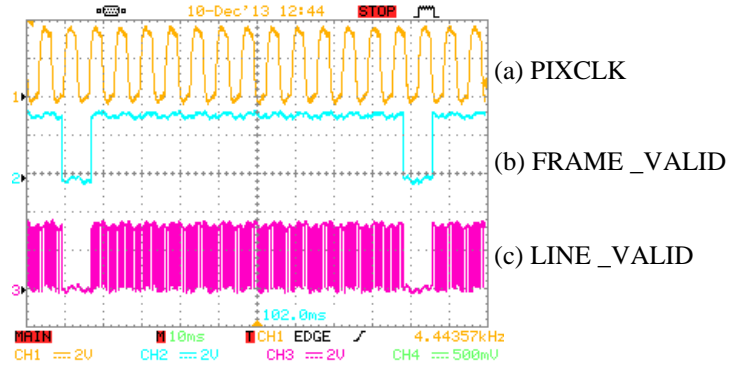 10-Dec'13 12:44 STOP
1
(a) PIXCLK
2
(b) FRAME _VALID
3
(c) LINE _VALID
102.0ms
MAIN M 10ms T CH1 EDGE 4.44357kHz
CH1 2V CH2 2V CH3 2V CH4 500mV